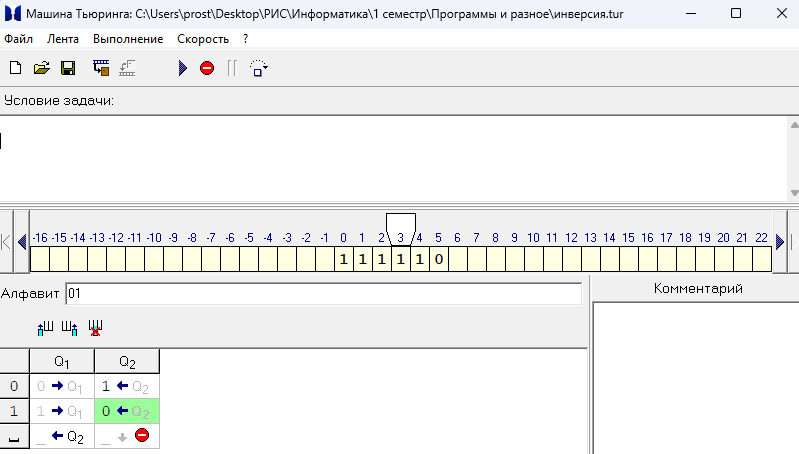 Машина Тьюринга: C:\Users\prost\Desktop\РИС\Информатика\1 семестр\Программы и разное\инверсия.tur
Файл Лента Выполнение Скорость ?
Условие задачи:
-16 -15 -14 -13 -12 -11 -10 -9 -8 -7 -6 -5 -4 -3 -2 -1 0 1 2 3 4 5 6 7 8 9 10 11 12 13 14 15 16 17 18 19 20 21 22
1 1 1 1 1 0
Алфавит 01
Комментарий
Q1 Q2
0 0 → Q1 1 ← Q2
1 1 → Q1 0 ← Q2
␣ _ ← Q2 _ ↓